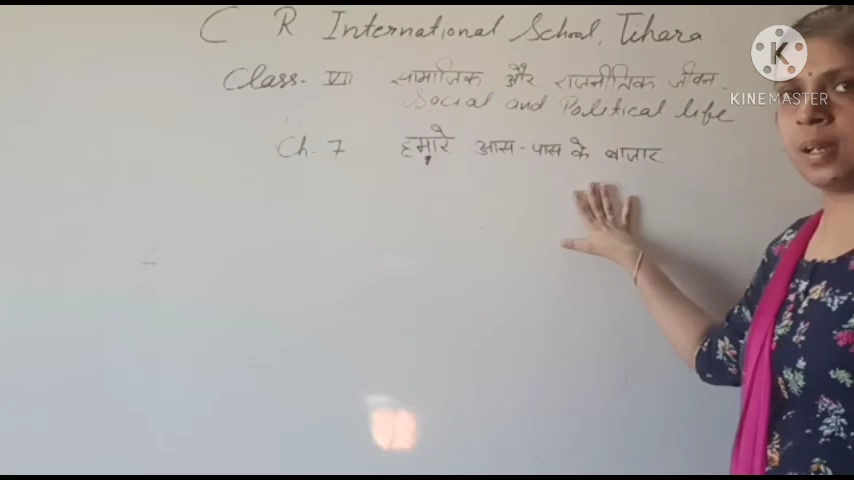 C R International School, Tihara
Class - VII सामाजिक और राजनीतिक जीवन -
Social and Political life
Ch. 7 हमारे आस-पास के बाजार
K
KINEMASTER